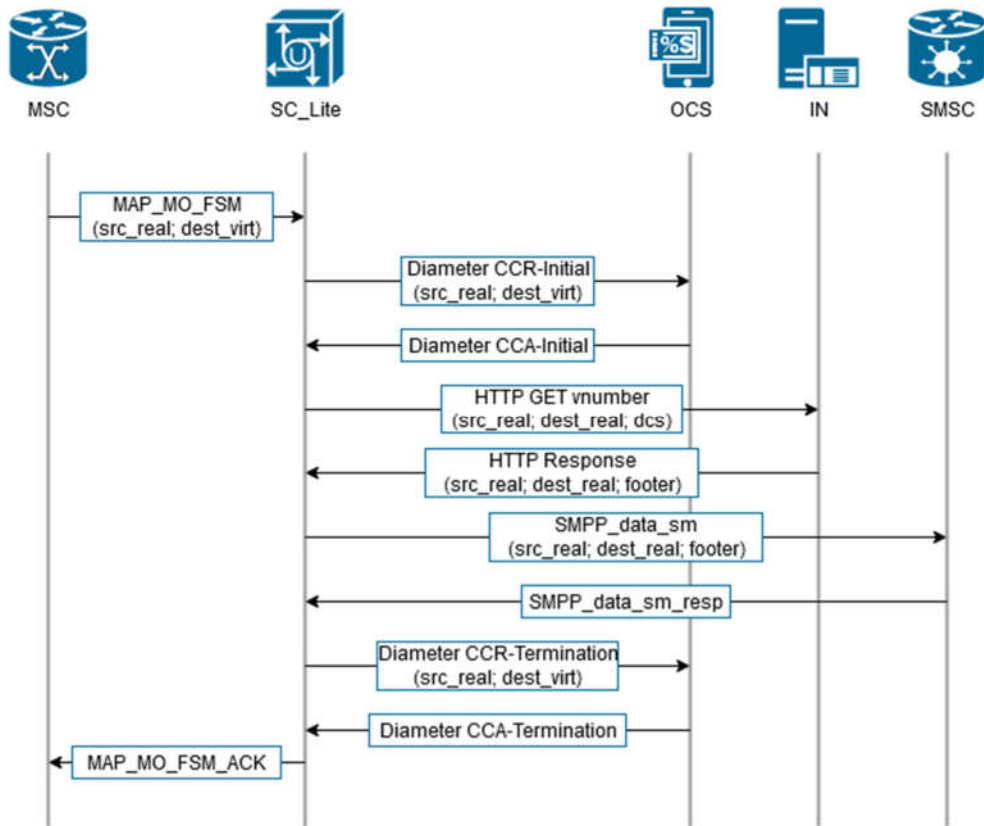 %S
U
MSC
SC_Lite
OCS
IN
SMSC
MAP_MO_FSM
(src_real; dest_virt)
Diameter CCR-Initial
(src_real; dest_virt)
Diameter CCA-Initial
HTTP GET vnumber
(src_real; dest_real; dcs)
HTTP Response
(src_real; dest_real; footer)
SMPP_data_sm
(src_real; dest_real; footer)
SMPP_data_sm_resp
Diameter CCR-Termination
(src_real; dest_virt)
Diameter CCA-Termination
MAP_MO_FSM_ACK